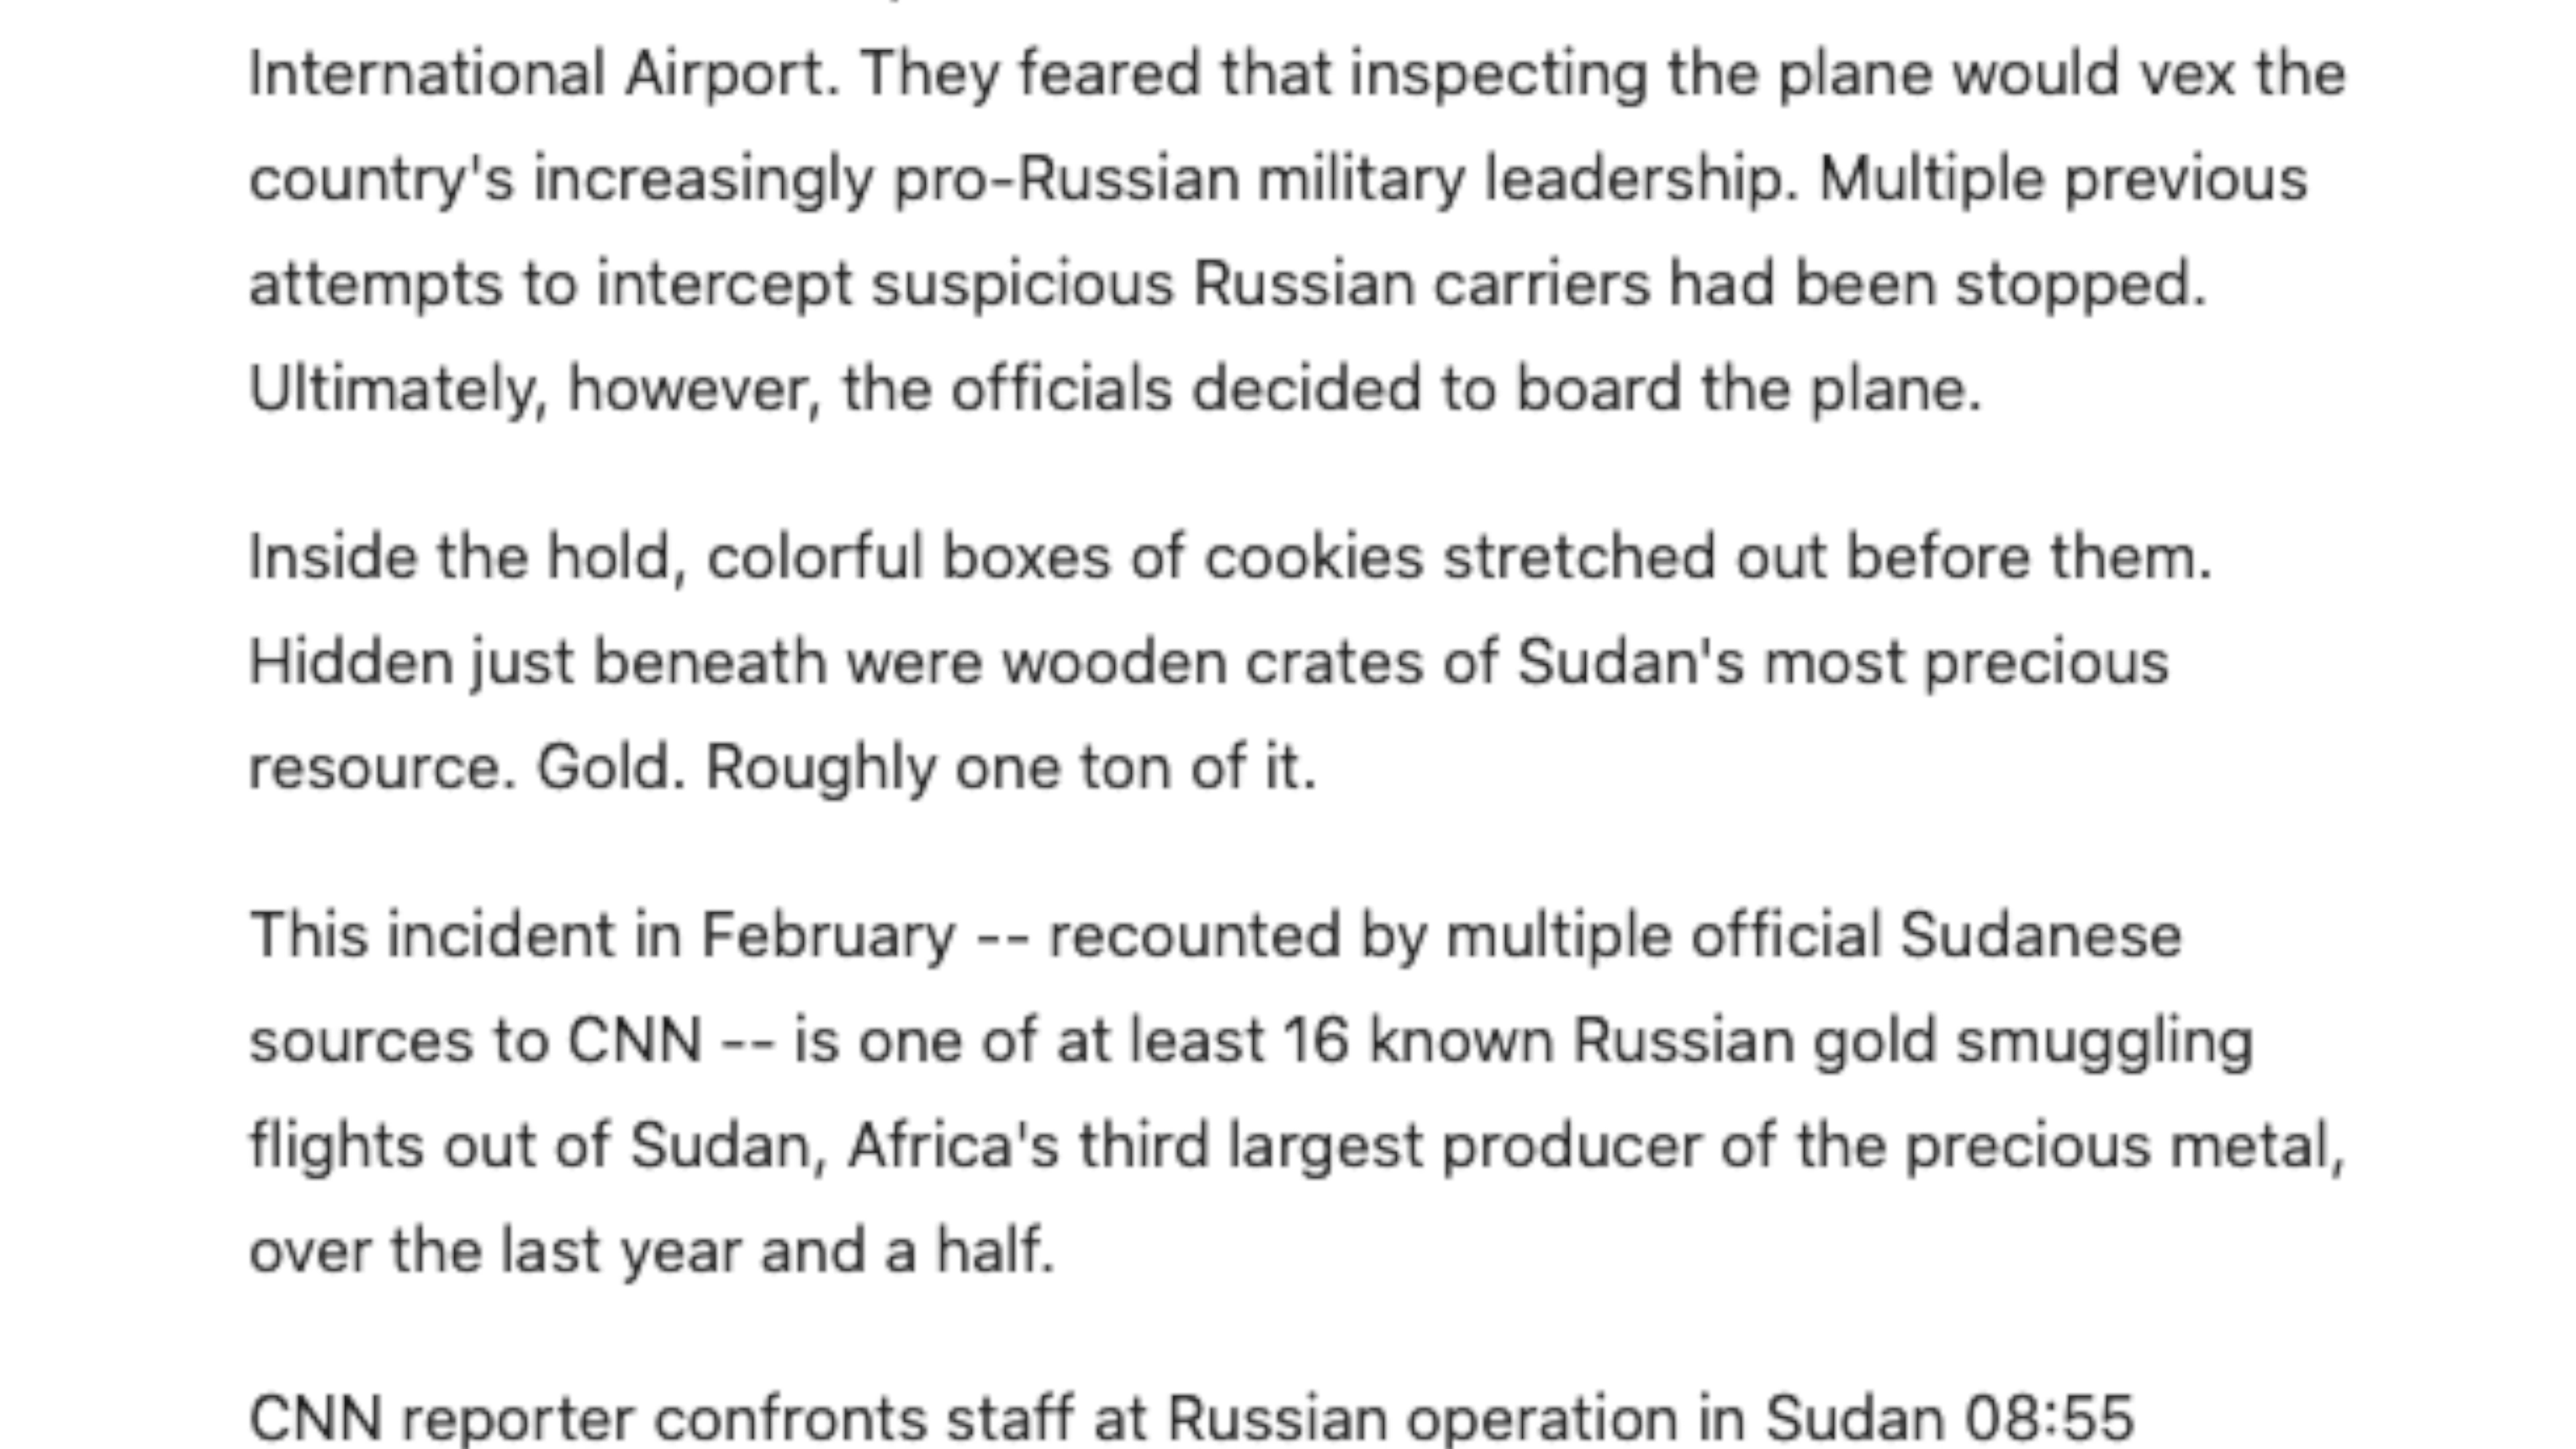 International Airport. They feared that inspecting the plane would vex the
country's increasingly pro-Russian military leadership. Multiple previous
attempts to intercept suspicious Russian carriers had been stopped.
Ultimately, however, the officials decided to board the plane.
Inside the hold, colorful boxes of cookies stretched out before them.
Hidden just beneath were wooden crates of Sudan's most precious
resource. Gold. Roughly one ton of it.
This incident in February -- recounted by multiple official Sudanese
sources to CNN -- is one of at least 16 known Russian gold smuggling
flights out of Sudan, Africa's third largest producer of the precious metal,
over the last year and a half.
CNN reporter confronts staff at Russian operation in Sudan 08:55